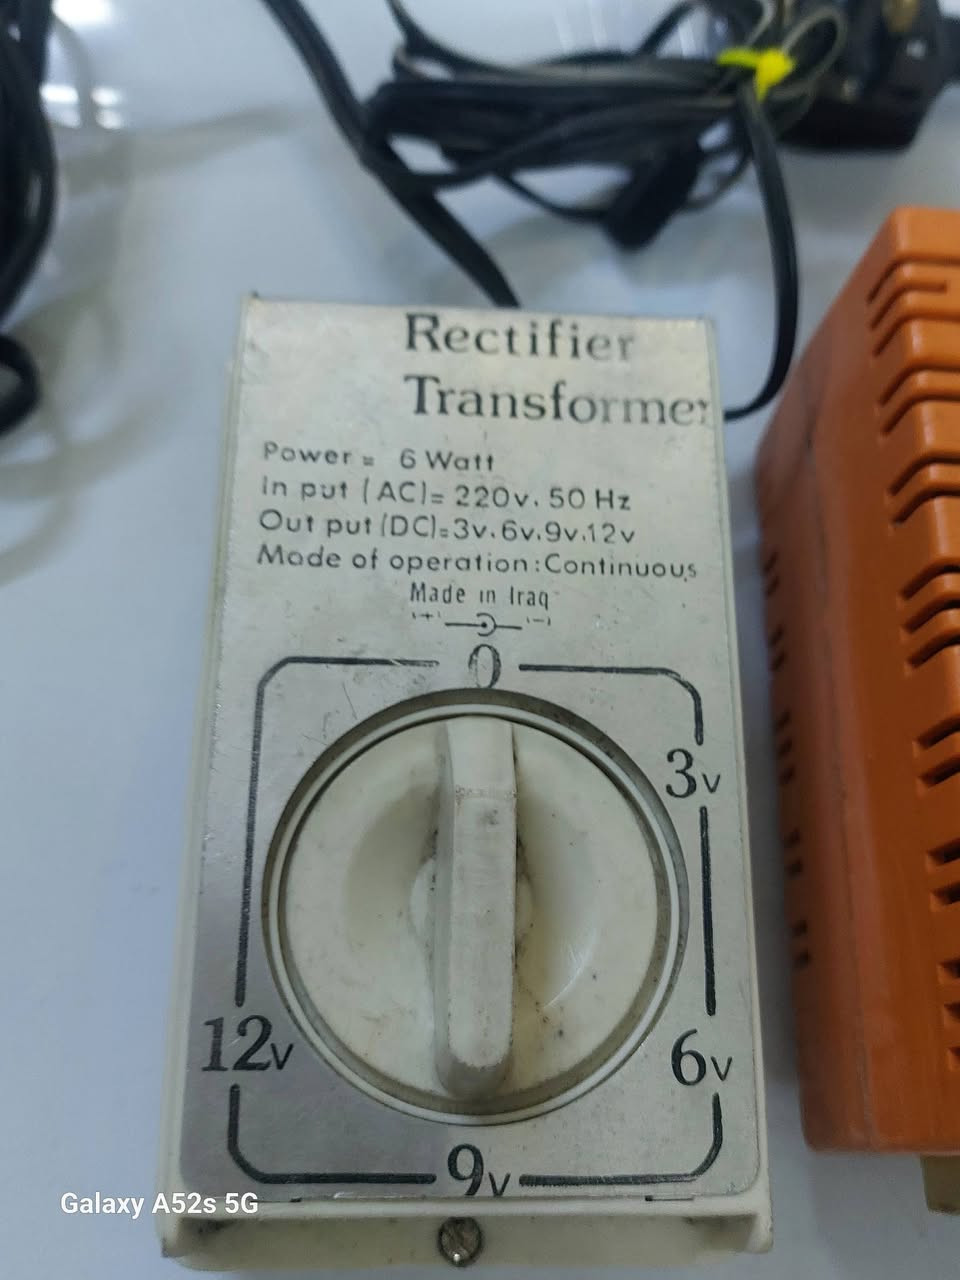 Rectifier
Transformer
Power = 6 Watt
In put (AC)= 220v. 50 Hz
Out put (DC)=3v.6v.9v.12v
Mode of operation:Continuous
Made in Iraq
(+) (-)
0
3v
12v
6v
9v
Galaxy A52s 5G